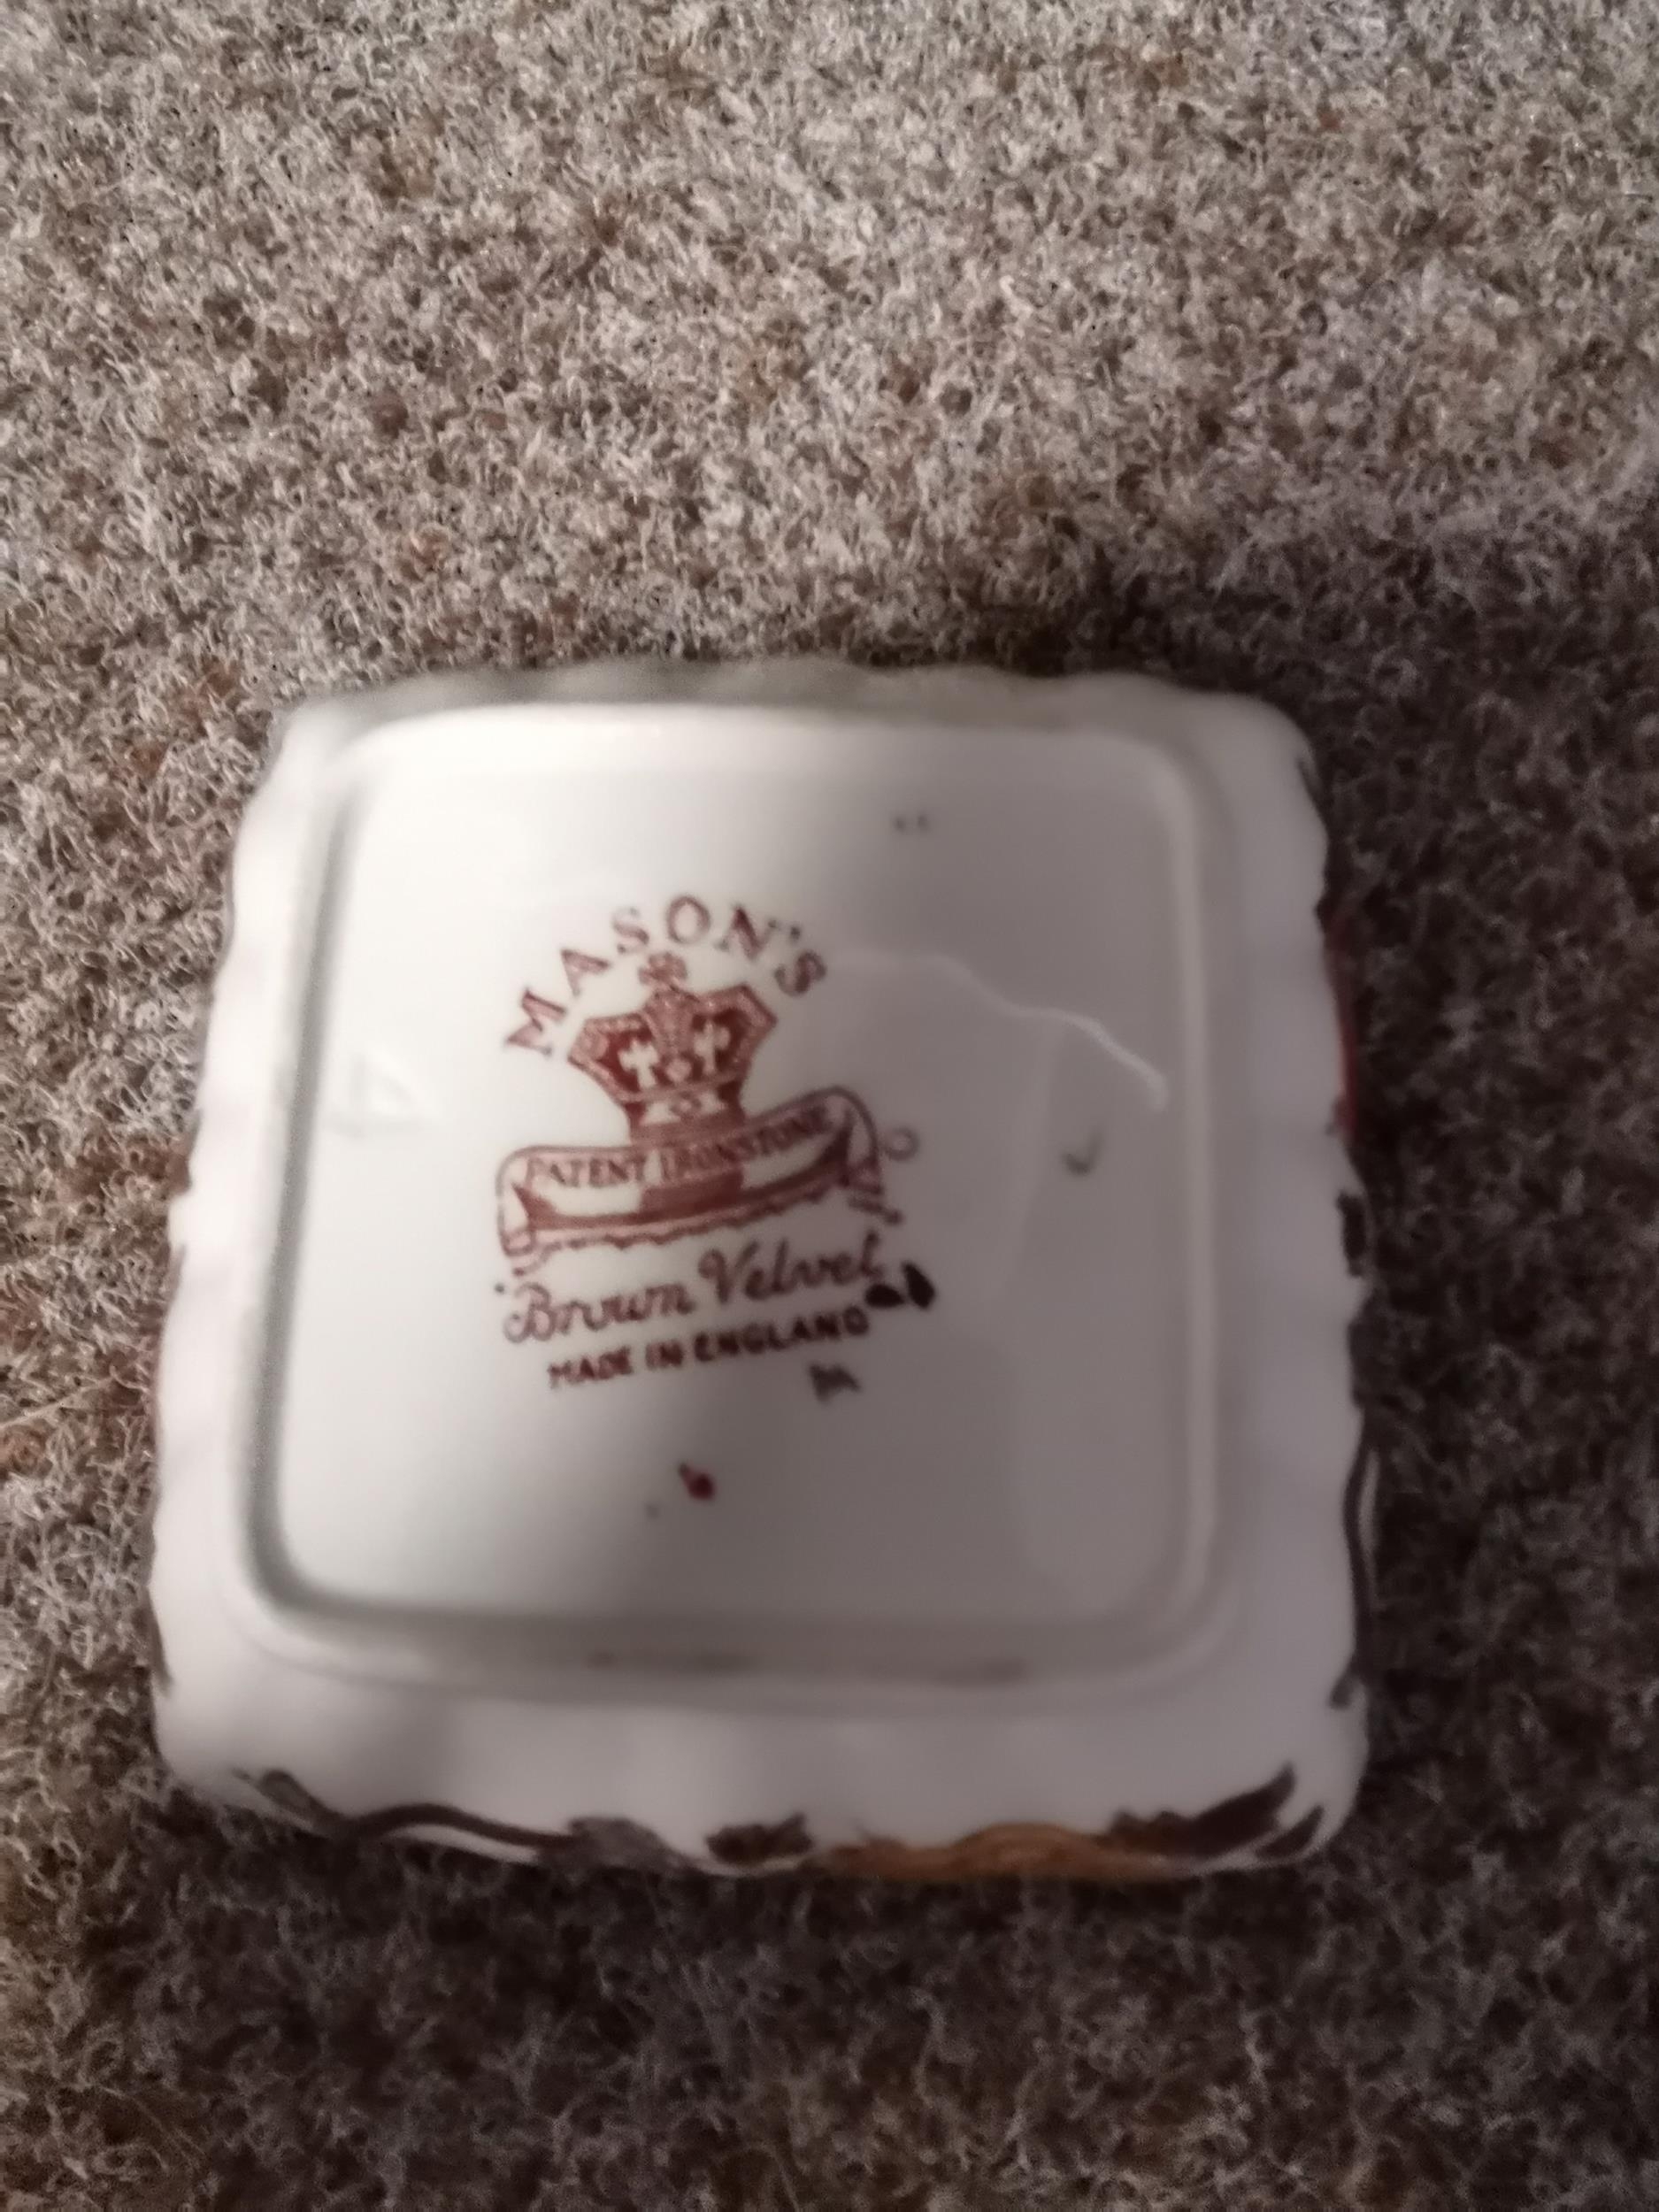 MASON'S
PATENT IRONSTONE
Brown Velvet
MADE IN ENGLAND